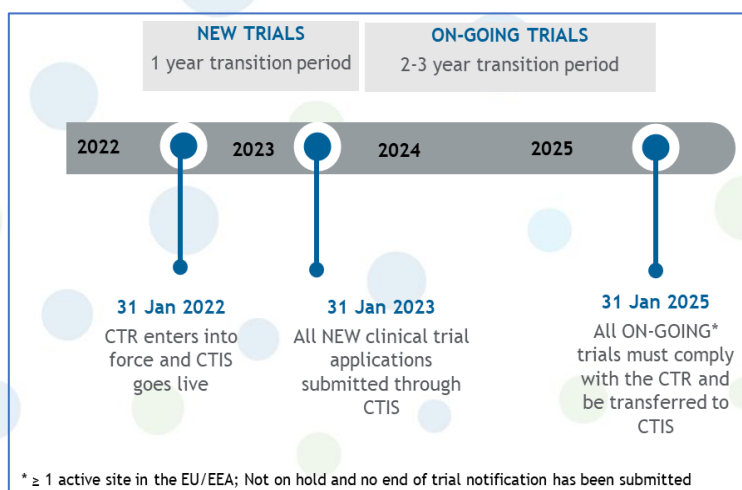 NEW TRIALS
1 year transition period
ON-GOING TRIALS
2-3 year transition period
2022
2023
2024
2025
31 Jan 2022
CTR enters into
force and CTIS
goes live
31 Jan 2023
All NEW clinical trial
applications
submitted through
CTIS
31 Jan 2025
All ON-GOING*
trials must comply
with the CTR and
be transferred to
CTIS
* ≥ 1 active site in the EU/EEA; Not on hold and no end of trial notification has been submitted